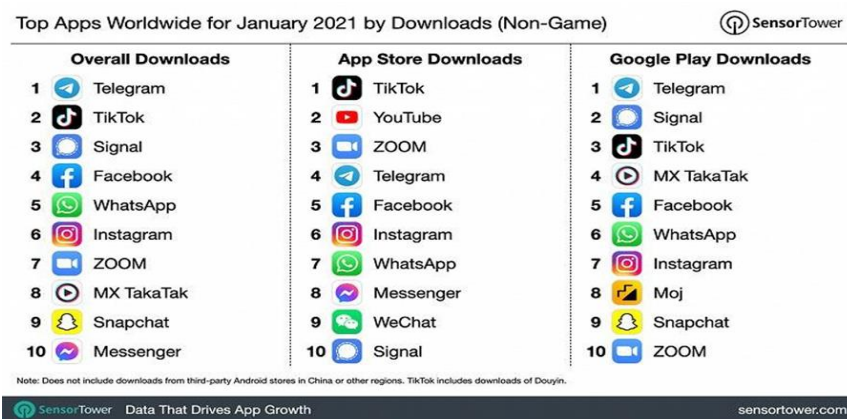 Top Apps Worldwide for January 2021 by Downloads (Non-Game)
SensorTower
Overall Downloads
1 Telegram
2 TikTok
3 Signal
4 Facebook
5 WhatsApp
6 Instagram
7 ZOOM
8 MX TakaTak
9 Snapchat
10 Messenger
App Store Downloads
1 TikTok
2 YouTube
3 ZOOM
4 Telegram
5 Facebook
6 Instagram
7 WhatsApp
8 Messenger
9 WeChat
10 Signal
Google Play Downloads
1 Telegram
2 Signal
3 TikTok
4 MX TakaTak
5 Facebook
6 WhatsApp
7 Instagram
8 Moj
9 Snapchat
10 ZOOM
Note: Does not include downloads from third-party Android stores in China or other regions. TikTok includes downloads of Douyin.
SensorTower Data That Drives App Growth
sensortower.com